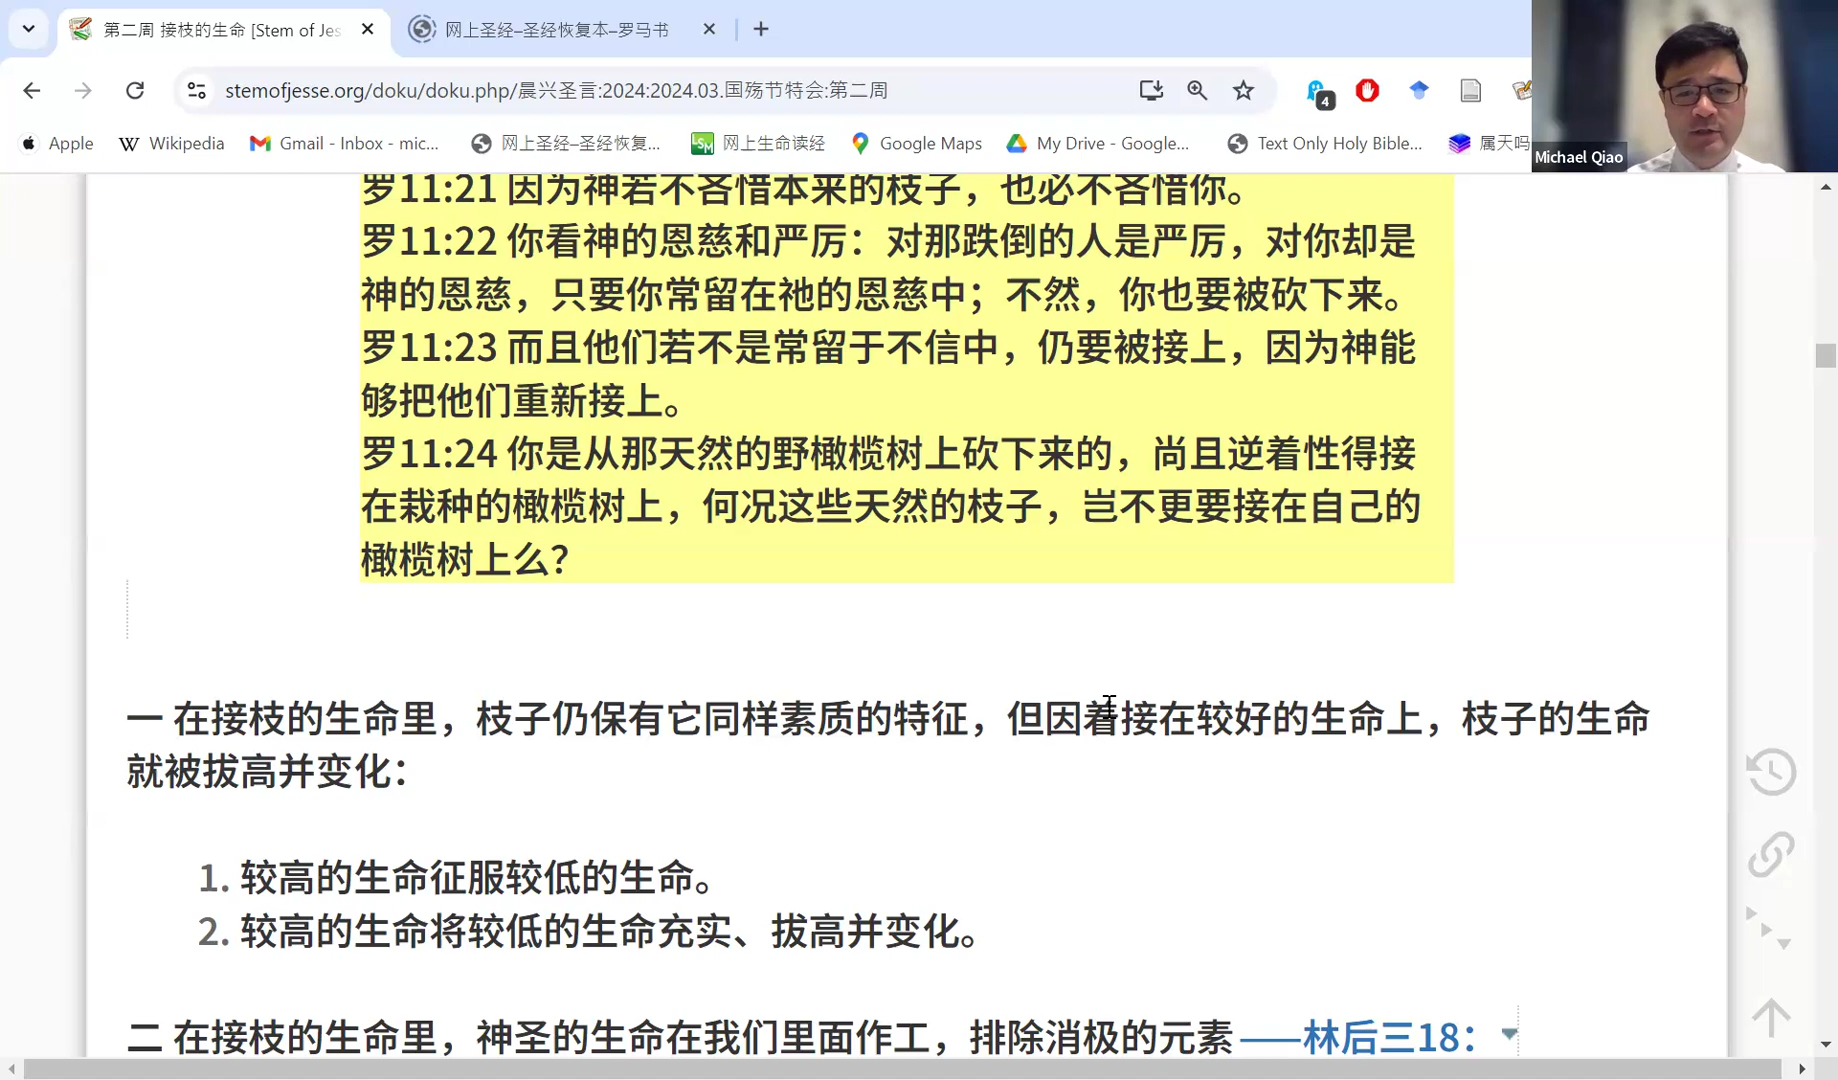 第二周 接枝的生命 [Stem of Jes
网上圣经–圣经恢复本–罗马书
stemofjesse.org/doku/doku.php/晨兴圣言:2024:2024.03.国殇节特会:第二周
4
Apple
Wikipedia
Gmail - Inbox - mic...
网上圣经–圣经恢复...
LSM
网上生命读经
Google Maps
My Drive - Google...
Text Only Holy Bible...
属天吗
Michael Qiao
罗11:21 因为神若不吝惜本来的枝子，也必不吝惜你。
罗11:22 你看神的恩慈和严厉：对那跌倒的人是严厉，对你却是
神的恩慈，只要你常留在祂的恩慈中；不然，你也要被砍下来。
罗11:23 而且他们若不是常留于不信中，仍要被接上，因为神能
够把他们重新接上。
罗11:24 你是从那天然的野橄榄树上砍下来的，尚且逆着性得接
在栽种的橄榄树上，何况这些天然的枝子，岂不更要接在自己的
橄榄树上么？
一 在接枝的生命里，枝子仍保有它同样素质的特征，但因着接在较好的生命上，枝子的生命
就被拔高并变化：
1. 较高的生命征服较低的生命。
2. 较高的生命将较低的生命充实、拔高并变化。
二 在接枝的生命里，神圣的生命在我们里面作工，排除消极的元素——林后三18：